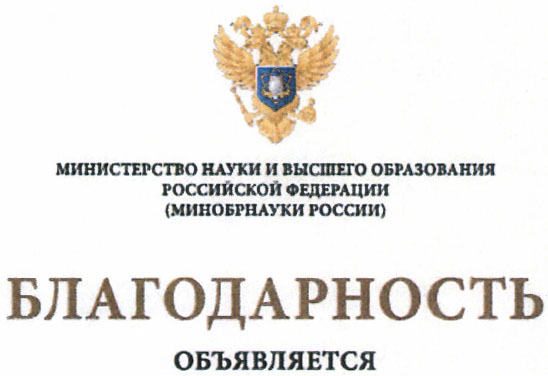 МИНИСТЕРСТВО НАУКИ И ВЫСШЕГО ОБРАЗОВАНИЯ
РОССИЙСКОЙ ФЕДЕРАЦИИ
(МИНОБРНАУКИ РОССИИ)
БЛАГОДАРНОСТЬ
ОБЪЯВЛЯЕТСЯ